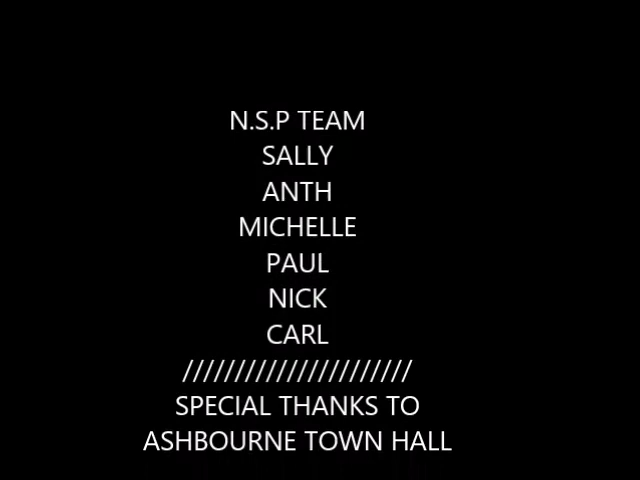 N.S.P TEAM
SALLY
ANTH
MICHELLE
PAUL
NICK
CARL
//////////////////////
SPECIAL THANKS TO
ASHBOURNE TOWN HALL